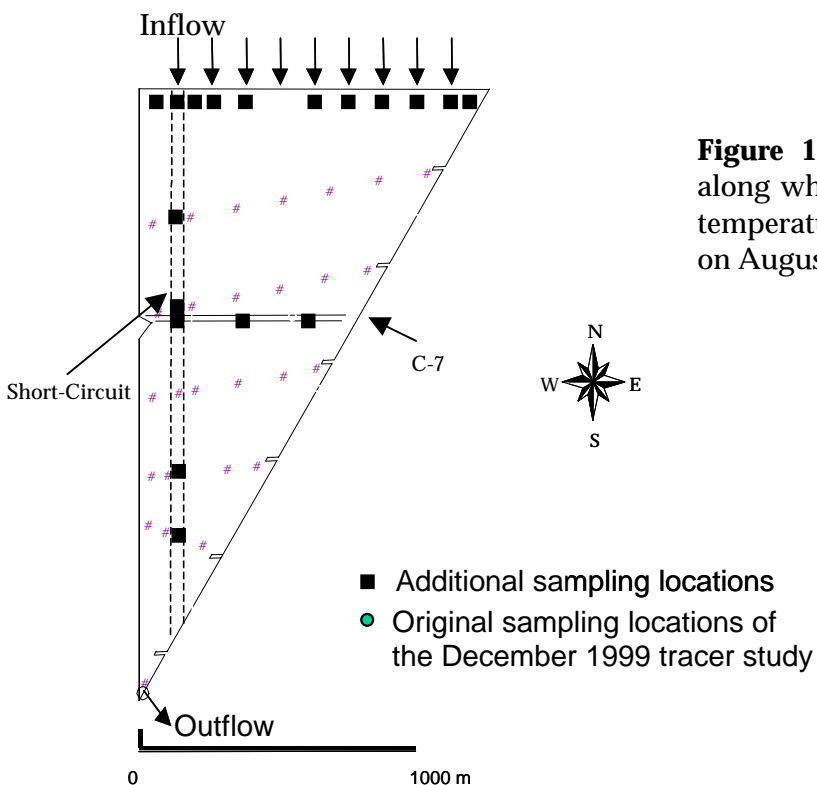 Inflow
Figure 1
along wh
temperatu
on Augus
Short-Circuit
C-7
N
W E
S
Additional sampling locations
Original sampling locations of
the December 1999 tracer study
Outflow
0 1000 m